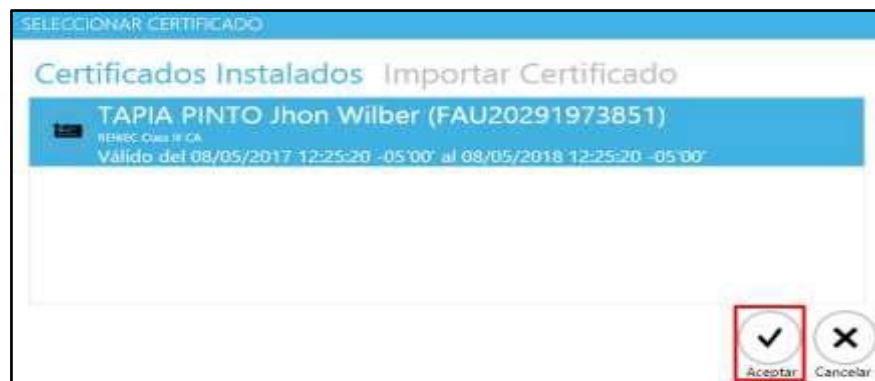 SELECCIONAR CERTIFICADO
Certificados Instalados Importar Certificado
TAPIA PINTO Jhon Wilber (FAU20291973851)
RENIEC Class III CA
Válido del 08/05/2017 12:25:20 -05'00' al 08/05/2018 12:25:20 -05'00'
Aceptar Cancelar